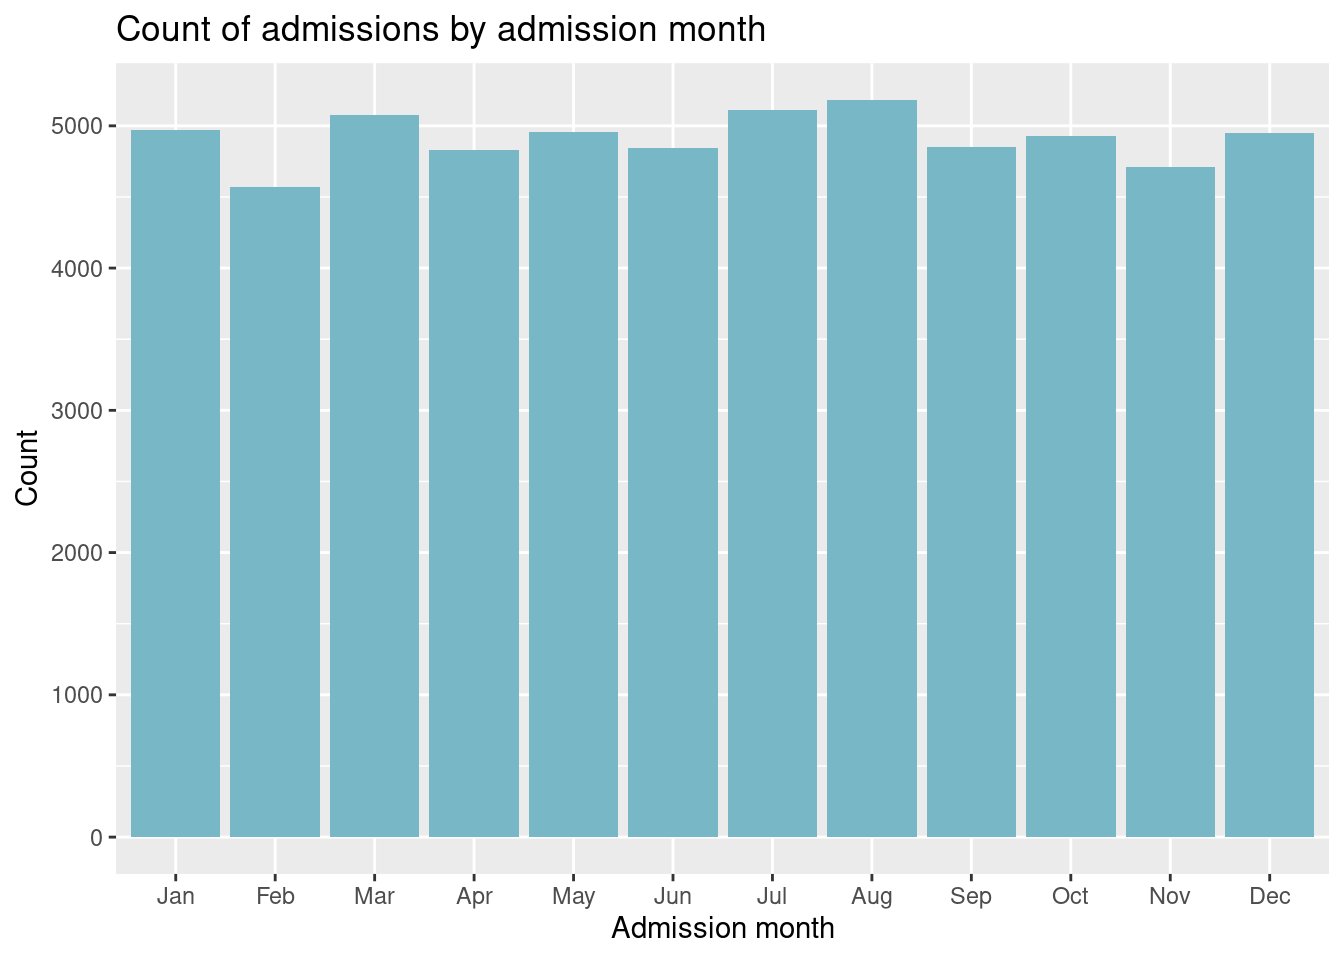 Count of admissions by admission month
Count
5000
4000
3000
2000
1000
0
Jan Feb Mar Apr May Jun Jul Aug Sep Oct Nov Dec
Admission month